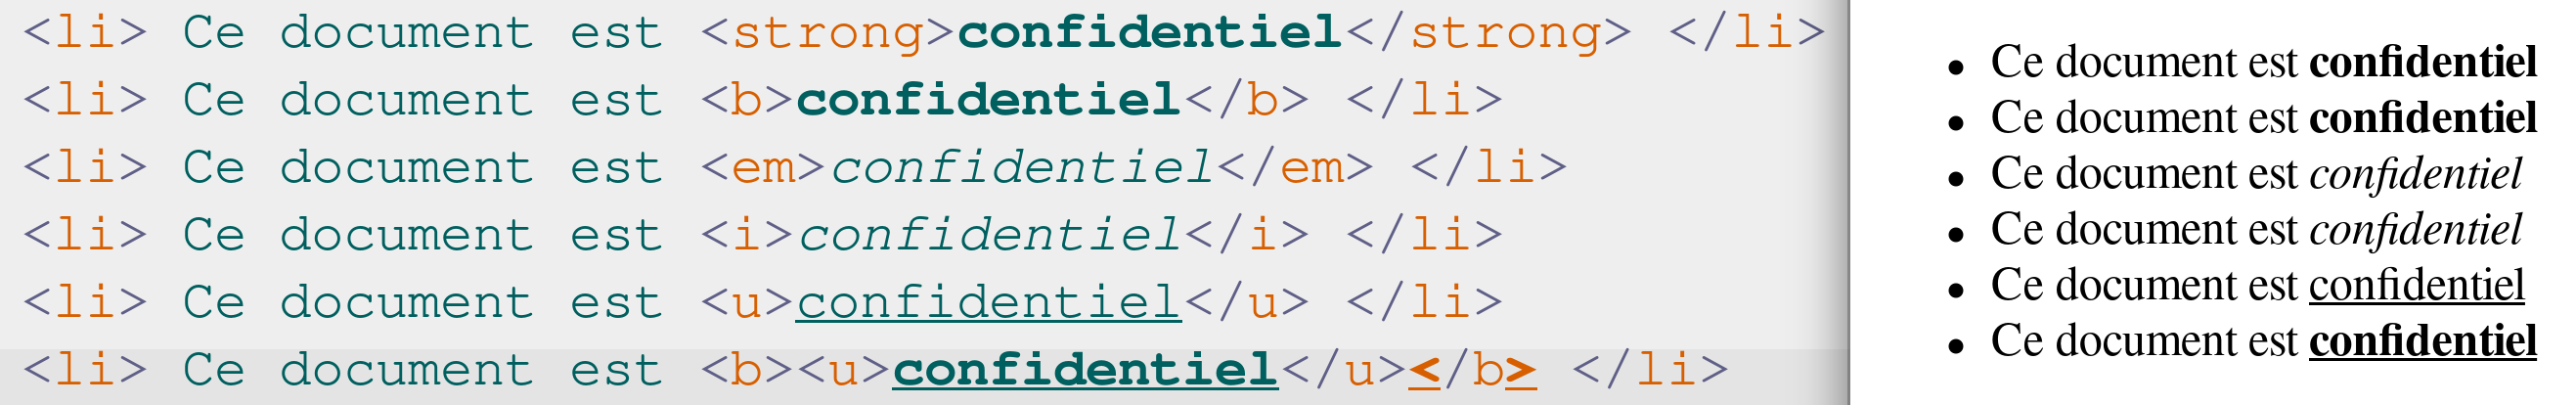 <li> Ce document est <strong>confidentiel</strong> </li>
<li> Ce document est <b>confidentiel</b> </li>
<li> Ce document est <em>confidentiel</em> </li>
<li> Ce document est <i>confidentiel</i> </li>
<li> Ce document est <u>confidentiel</u> </li>
<li> Ce document est <b><u>confidentiel</u></b> </li>
• Ce document est confidentiel
• Ce document est confidentiel
• Ce document est confidentiel
• Ce document est confidentiel
• Ce document est confidentiel
• Ce document est confidentiel